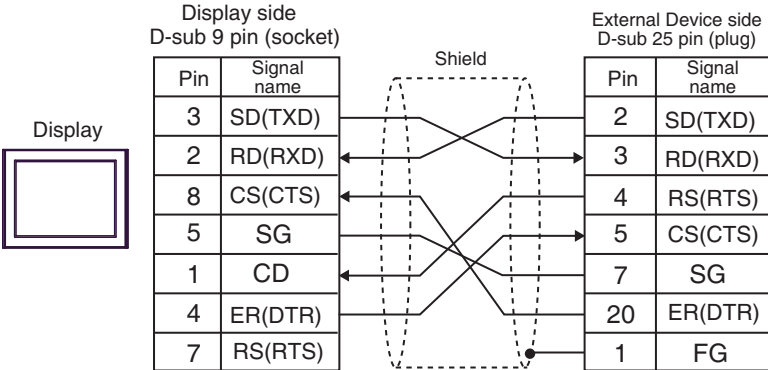 Display side
D-sub 9 pin (socket)
External Device side
D-sub 25 pin (plug)
Shield
Display
Pin Signal name
3 SD(TXD)
2 RD(RXD)
8 CS(CTS)
5 SG
1 CD
4 ER(DTR)
7 RS(RTS)
Pin Signal name
2 SD(TXD)
3 RD(RXD)
4 RS(RTS)
5 CS(CTS)
7 SG
20 ER(DTR)
1 FG